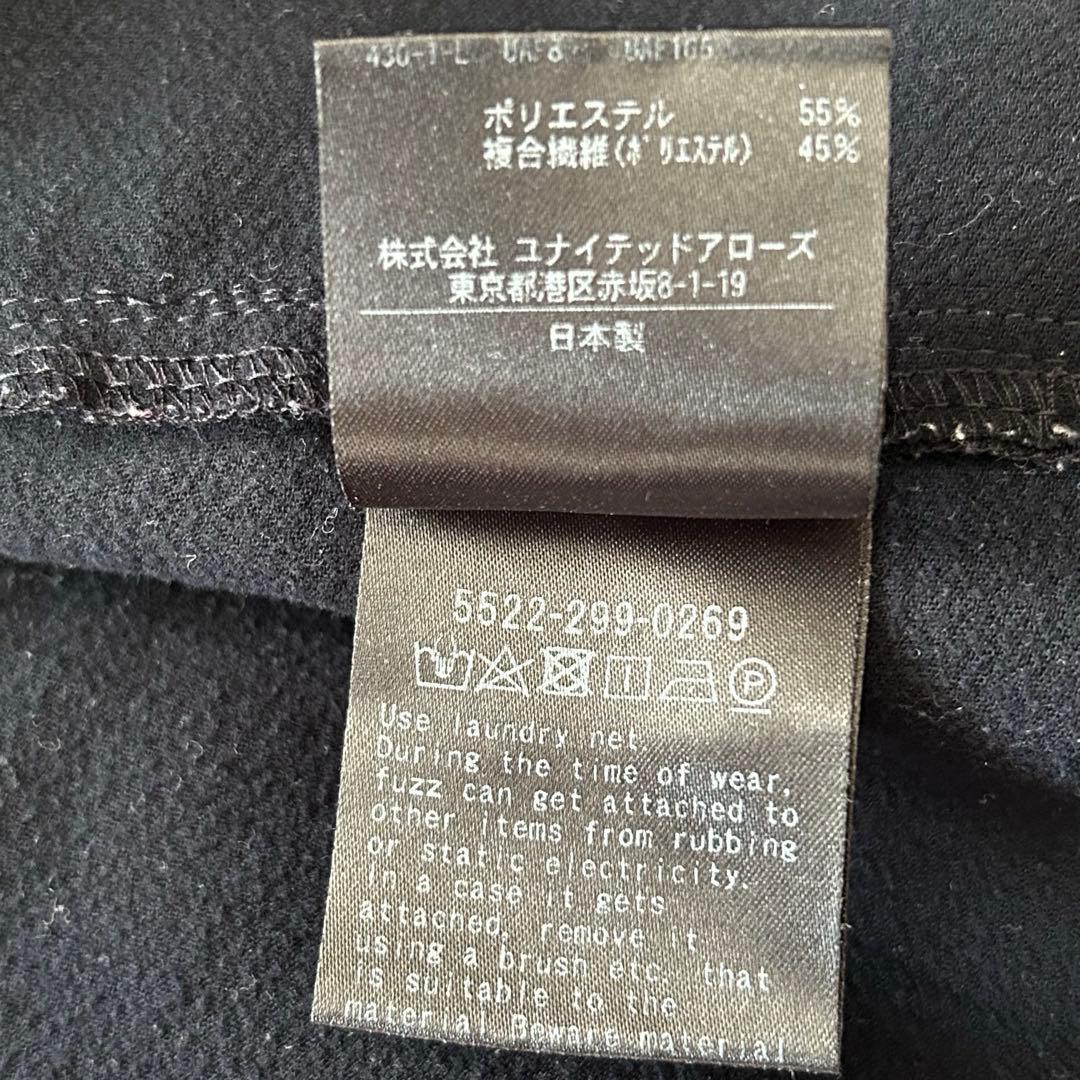 ポリエステル 55%
複合繊維(ポリエステル) 45%
株式会社 ユナイテッドアローズ
東京都港区赤坂8-1-19
日本製
5522-299-0269
P
Use laundry net.
During the time of wear,
fuzz can get attached to
other items from rubbing
or static electricity.
In a case it gets
attached, remove it
using a brush etc. that
is suitable to the
material.Beware material